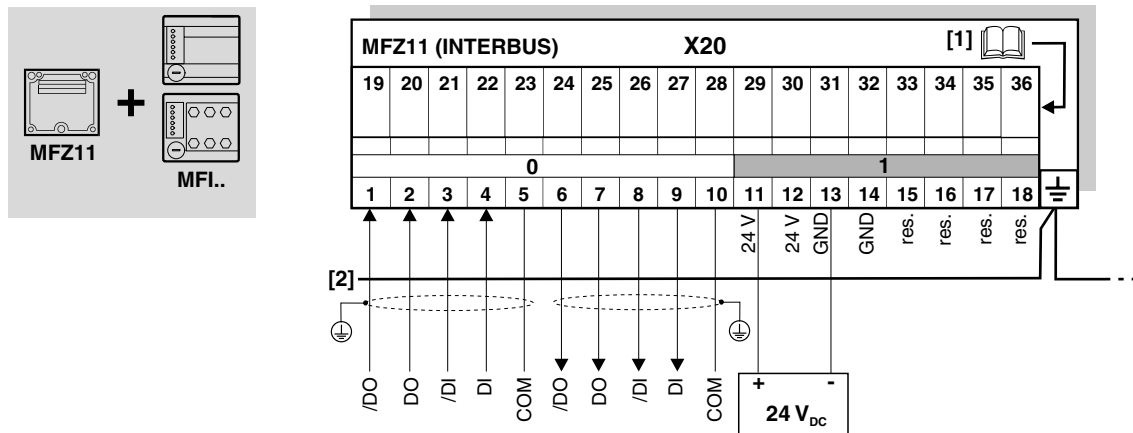 MFZ11
MFI..
MFZ11 (INTERBUS) X20 [1]
19 20 21 22 23 24 25 26 27 28 29 30 31 32 33 34 35 36
0 1
1 2 3 4 5 6 7 8 9 10 11 12 13 14 15 16 17 18
24 V 24 V GND GND res. res. res. res.
[2]
/DO DO /DI DI COM /DO DO /DI DI COM
+ -
24 VDC